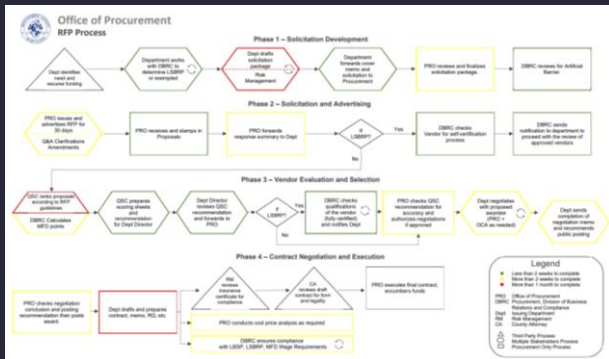 Office of Procurement
RFP Process
Phase 1 – Solicitation Development
Dept identifies
need and
secures funding
Department works
with DBRC to
determine LSBRP
or exempted
Dept drafts
solicitation
package
Risk
Management
Department
forwards cover
memo and
solicitation to
Procurement
PRO reviews and finalizes
solicitation package.
DBRC reviews for Artificial
Barrier.
Phase 2 – Solicitation and Advertising
PRO issues and
advertises RFP for
30 days
Q&A Clarifications
Amendments
PRO receives and stamps in
Proposals
PRO forwards
response summary to Dept
If
LSBRP?
Yes
No
DBRC checks
Vendor for self-certification
process
DBRC sends
notification to department to
proceed with the review of
approved vendors
Phase 3 – Vendor Evaluation and Selection
QSC ranks proposals
according to RFP
guidelines
DBRC Calculates
MFD points
QSC prepares
scoring sheets and
recommendation
for Dept Director
Dept Director
reviews QSC
recommendation
and forwards to
PRO
If
LSBRP?
Yes
No
DBRC checks
qualifications
of the vendor
(fully certified)
and notifies Dept
PRO checks QSC
recommendation for
accuracy and
authorizes negotiations
if approved
Dept negotiates
with proposed
awardee
(PRO +
OCA as needed)
Dept sends
completion of
negotiation memo and
recommends
public posting
Phase 4 – Contract Negotiation and Execution
PRO checks negotiation
conclusion and posting
recommendation then posts
award.
Dept drafts and prepares
contract, memo, RQ, etc.
RM
reviews
insurance
certificate for
compliance
CA
reviews draft
contract for form
and legality
PRO executes final contract,
encumbers funds
PRO conducts cost price analysis as required
DBRC ensures compliance
with LBSP, LSBRP, MFD Wage Requirements
Legend
Less than 2 weeks to complete
More than 2 weeks to complete
More than 1 month to complete
PRO Office of Procurement
DBRC Procurement, Division of Business
Relations and Compliance
Dept Issuing Department
RM Risk Management
CA County Attorney
Third Party Process
Multiple Stakeholders Process
Procurement Only Process